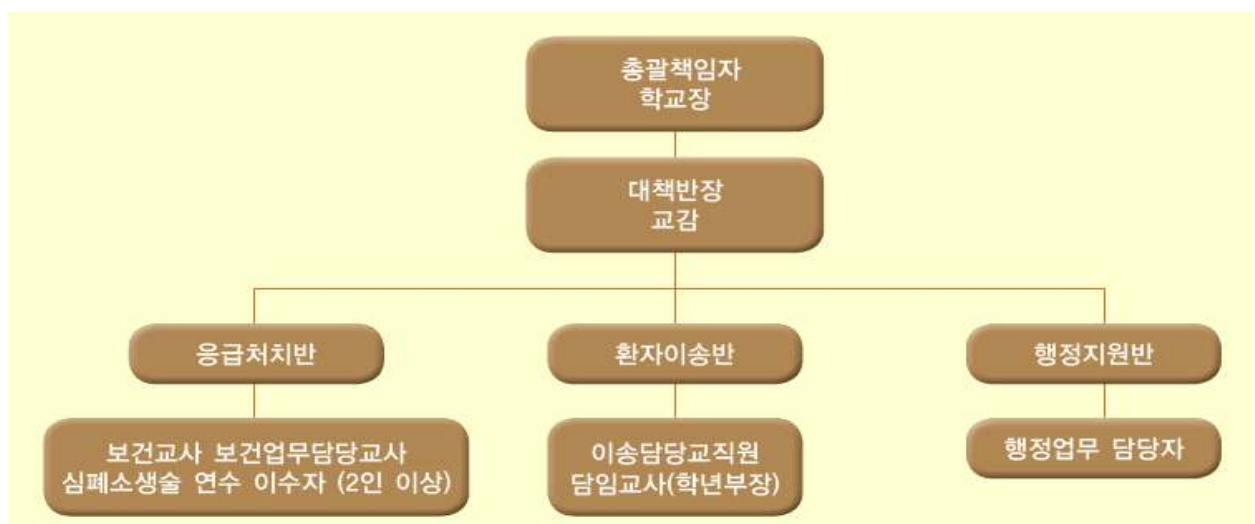 총괄책임자
학교장
대책반장
교감
응급처치반
환자이송반
행정지원반
보건교사 보건업무담당교사
심폐소생술 연수 이수자 (2인 이상)
이송담당교직원
담임교사(학년부장)
행정업무 담당자